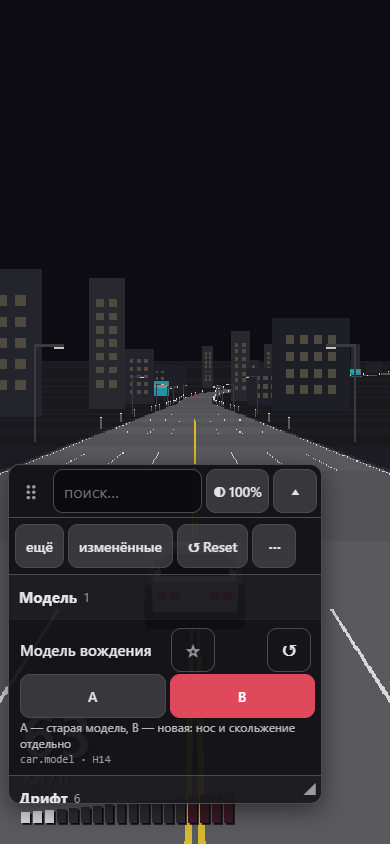 поиск...
100%
ещё
изменённые
Reset
...
Модель 1
Модель вождения
A
B
A — старая модель, B — новая: нос и скольжение
отдельно
car.model • H14
Дрифт 6